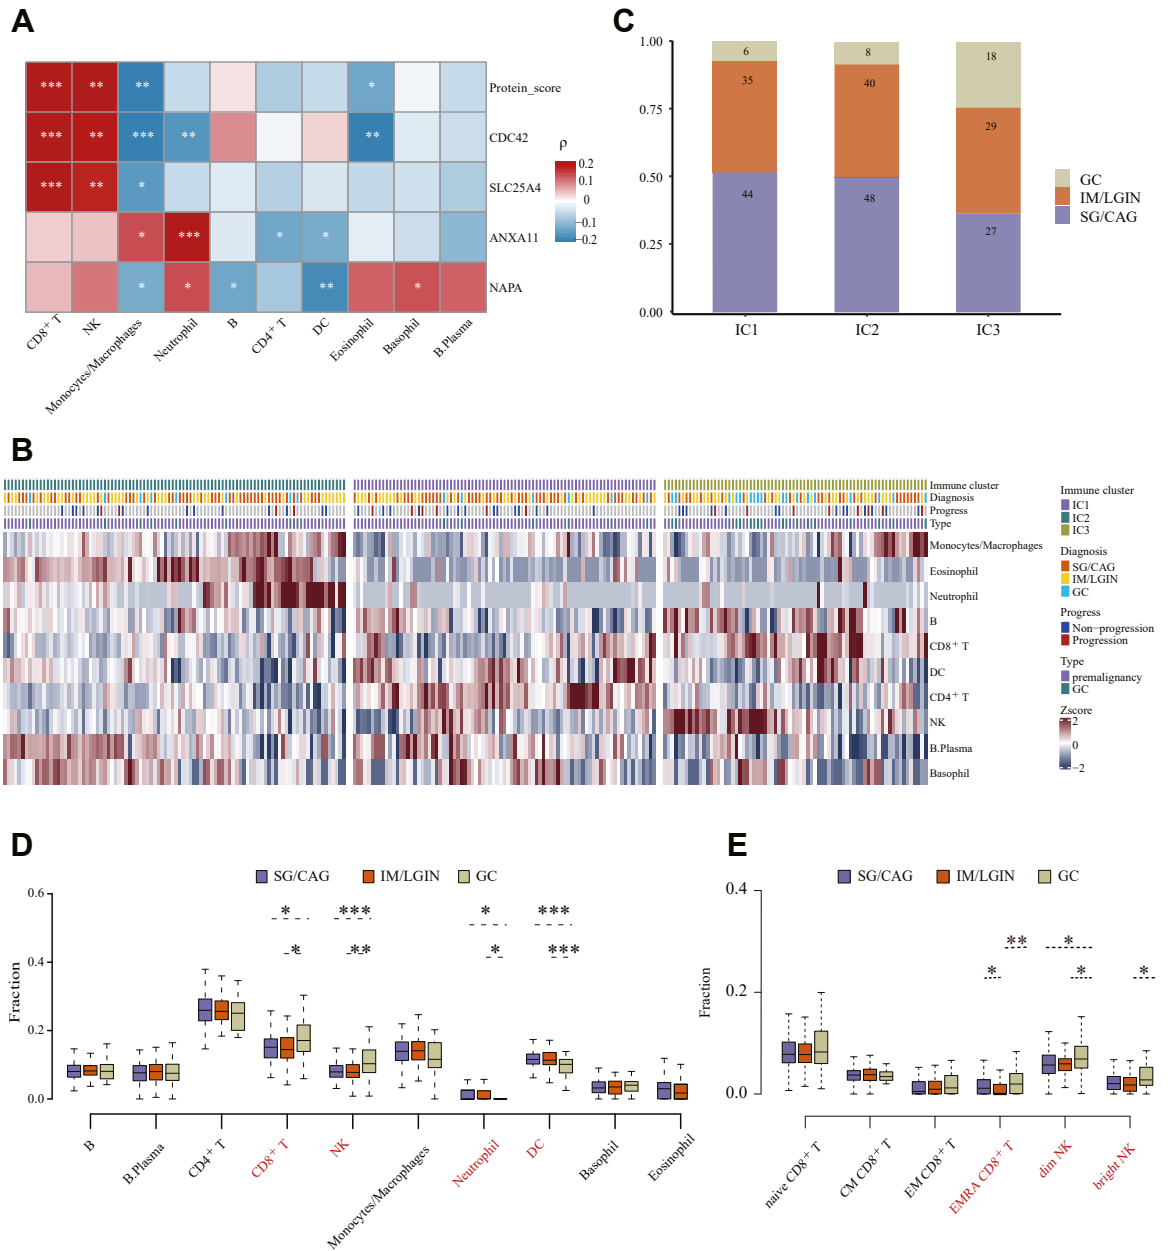 A
*** ** ** * Protein_score
*** ** *** ** ** CDC42
*** ** * SLC25A4
* *** * * ANXA11
* * * ** * NAPA
ρ
0.2
0.1
0
−0.1
−0.2
CD8⁺ T
NK
Monocytes/Macrophages
Neutrophil
B
CD4⁺ T
DC
Eosinophil
Basophil
B.Plasma
C
1.00
0.75
0.50
0.25
0.00
6
35
44
8
40
48
18
29
27
IC1
IC2
IC3
GC
IM/LGIN
SG/CAG
B
Immune cluster
Diagnosis
Progress
Type
Monocytes/Macrophages
Eosinophil
Neutrophil
B
CD8⁺ T
DC
CD4⁺ T
NK
B.Plasma
Basophil
Immune cluster
IC1
IC2
IC3
Diagnosis
SG/CAG
IM/LGIN
GC
Progress
Non−progression
Progression
Type
premalignancy
GC
Zscore
2
0
−2
D
SG/CAG IM/LGIN GC
Fraction
0.6
0.4
0.2
0.0
* *** * ***
* ** * ***
B
B.Plasma
CD4⁺ T
CD8⁺ T
NK
Monocytes/Macrophages
Neutrophil
DC
Basophil
Eosinophil
E
SG/CAG IM/LGIN GC
Fraction
0.4
0.2
0.0
** *
* * *
naive CD8⁺ T
CM CD8⁺ T
EM CD8⁺ T
EMRA CD8⁺ T
dim NK
bright NK